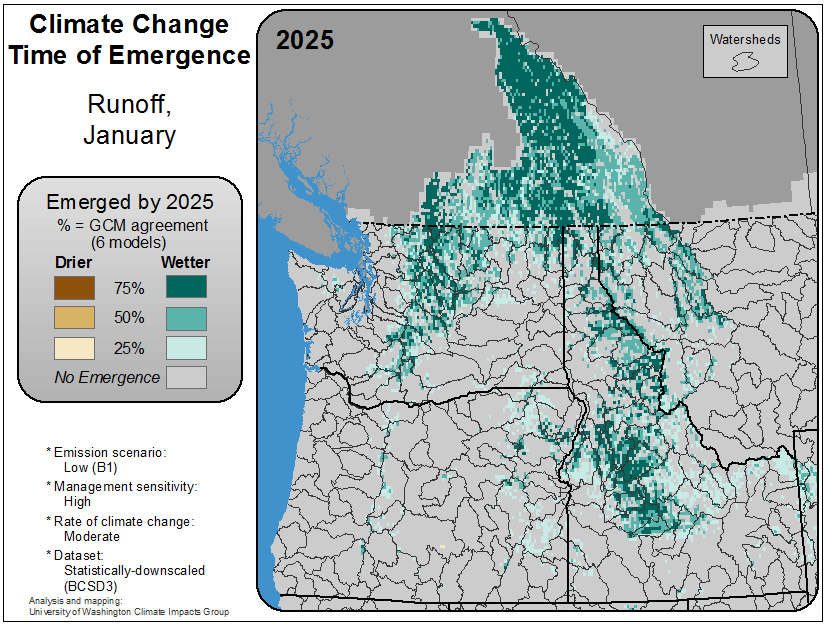 Climate Change
Time of Emergence
Runoff,
January
Emerged by 2025
% = GCM agreement
(6 models)
Drier Wetter
75%
50%
25%
No Emergence
* Emission scenario:
Low (B1)
* Management sensitivity:
High
* Rate of climate change:
Moderate
* Dataset:
Statistically-downscaled
(BCSD3)
Analysis and mapping:
University of Washington Climate Impacts Group
2025
Watersheds